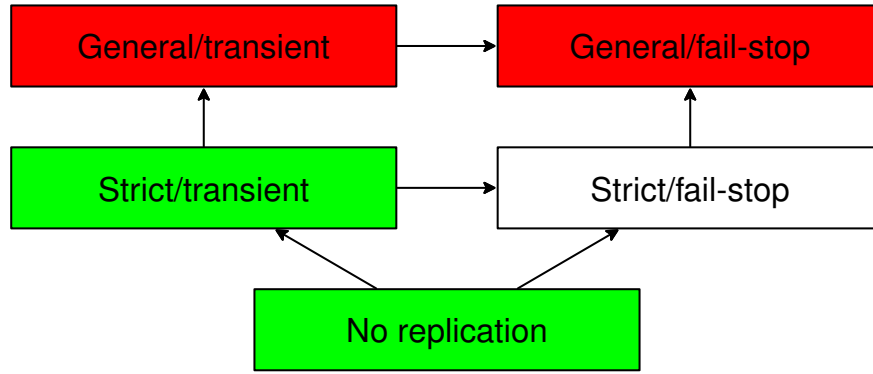 General/transient
General/fail-stop
Strict/transient
Strict/fail-stop
No replication